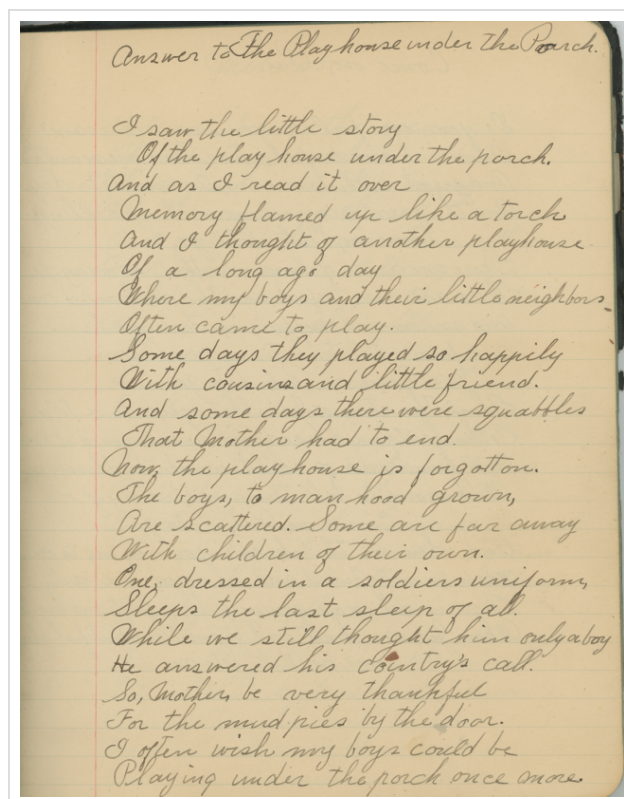 Answer to The Playhouse under The Porch.
I saw the little story
Of the play house under the porch.
And as I read it over
Memory flamed up like a torch
And I thought of another playhouse
Of a long ago day
Where my boys and their little neighbors
Often came to play.
Some days they played so happily
With cousins and little friend.
And some days there were squabbles
That Mother had to end.
Now, the playhouse is forgotton.
The boys, to man hood grown,
Are scattered. Some are far away
With children of their own.
One, dressed in a soldiers uniform,
Sleeps the last sleep of all.
While we still thought him only a boy
He answered his country's call.
So, Mother, be very thankful
For the mud pies by the door.
I often wish my boys could be
Playing under the porch once more.